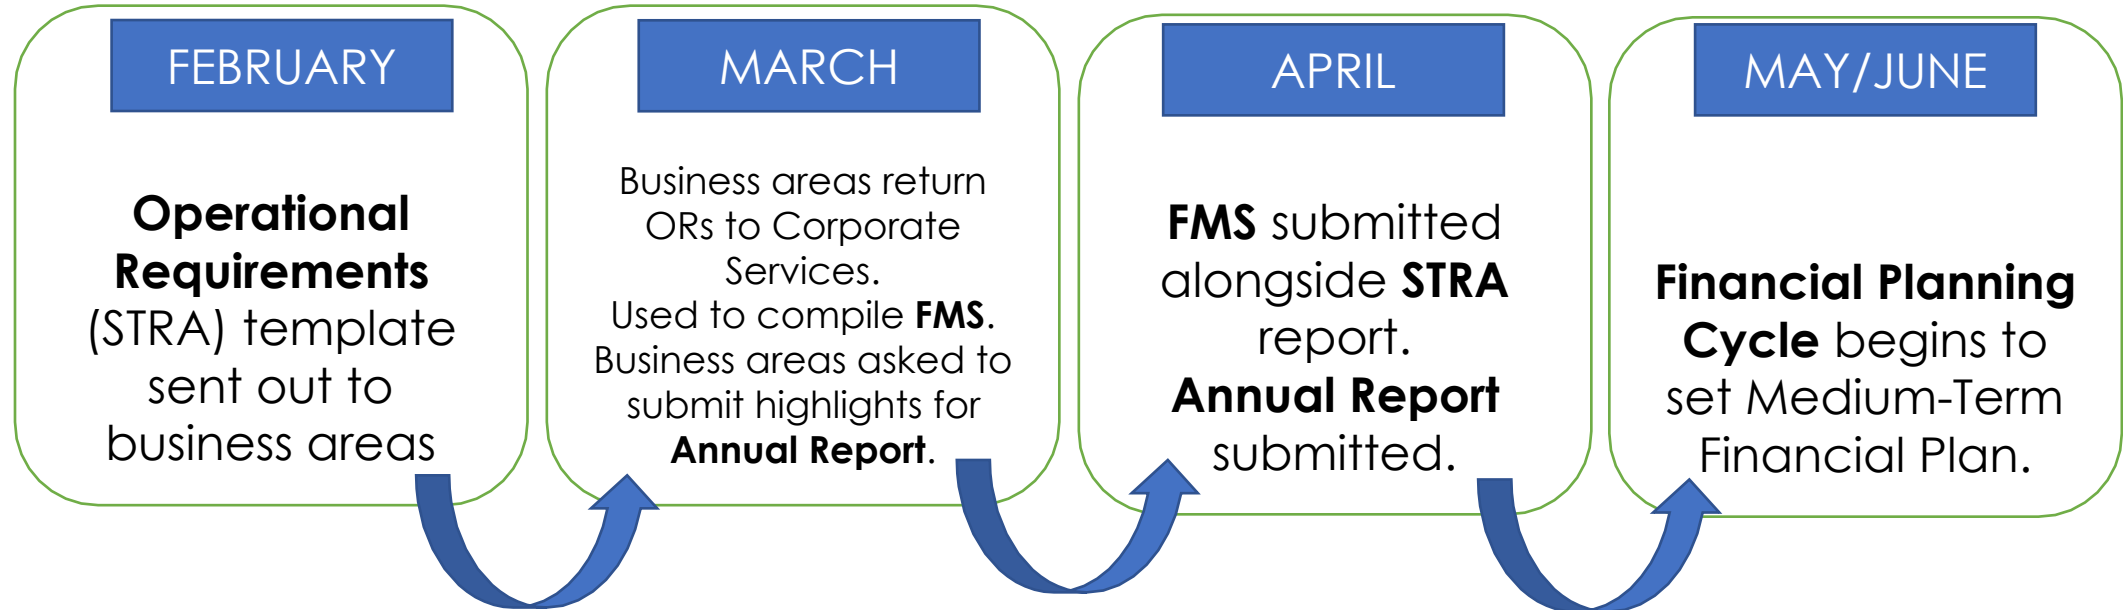 FEBRUARY
Operational
Requirements
(STRA) template
sent out to
business areas
MARCH
Business areas return
ORs to Corporate
Services.
Used to compile FMS.
Business areas asked to
submit highlights for
Annual Report.
APRIL
FMS submitted
alongside STRA
report.
Annual Report
submitted.
MAY/JUNE
Financial Planning
Cycle begins to
set Medium-Term
Financial Plan.